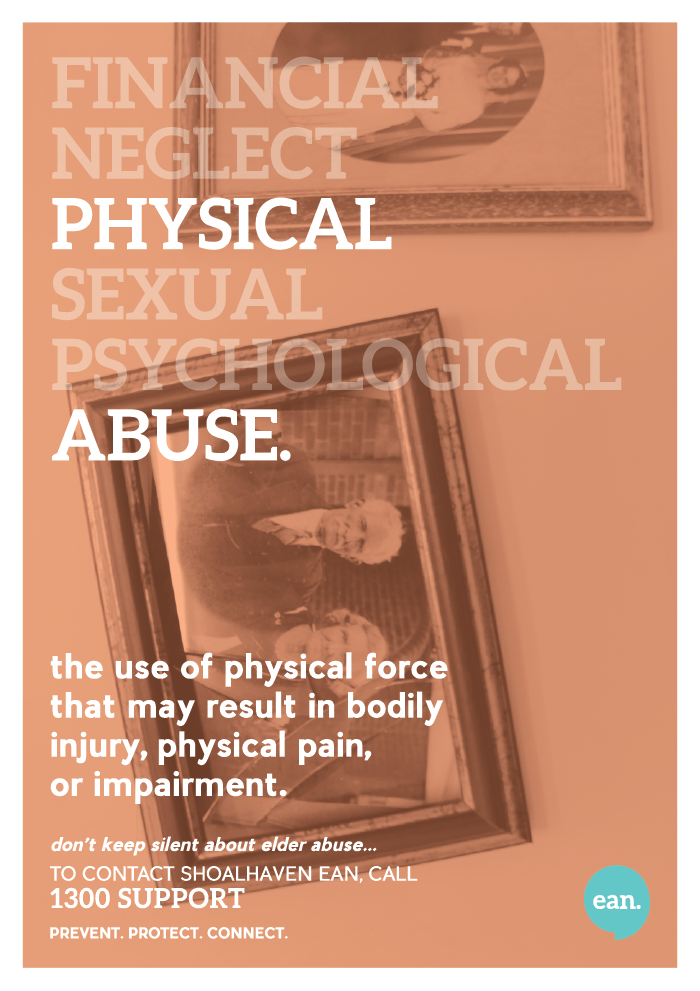 FINANCIAL
NEGLECT
PHYSICAL
SEXUAL
PSYCHOLOGICAL
ABUSE.
the use of physical force
that may result in bodily
injury, physical pain,
or impairment.
don't keep silent about elder abuse...
TO CONTACT SHOALHAVEN EAN, CALL
1300 SUPPORT
PREVENT. PROTECT. CONNECT.
ean.